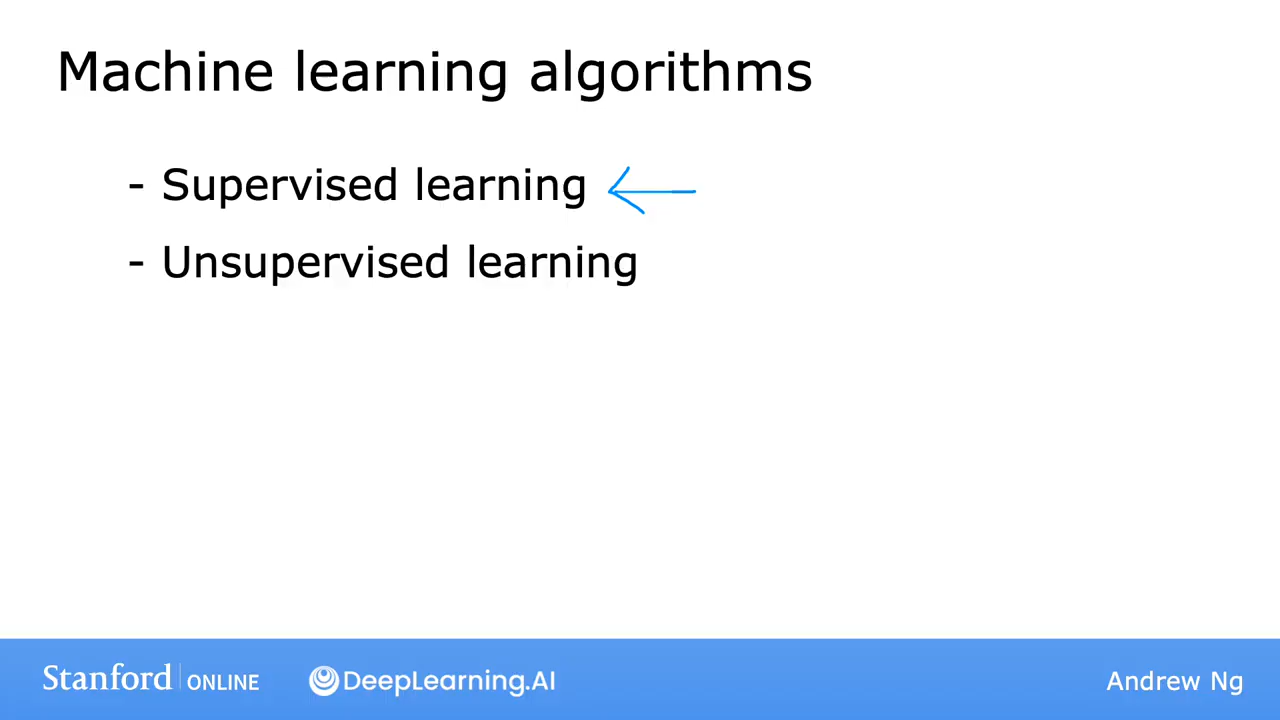 Machine learning algorithms
- Supervised learning
- Unsupervised learning
Stanford | ONLINE DeepLearning.AI Andrew Ng